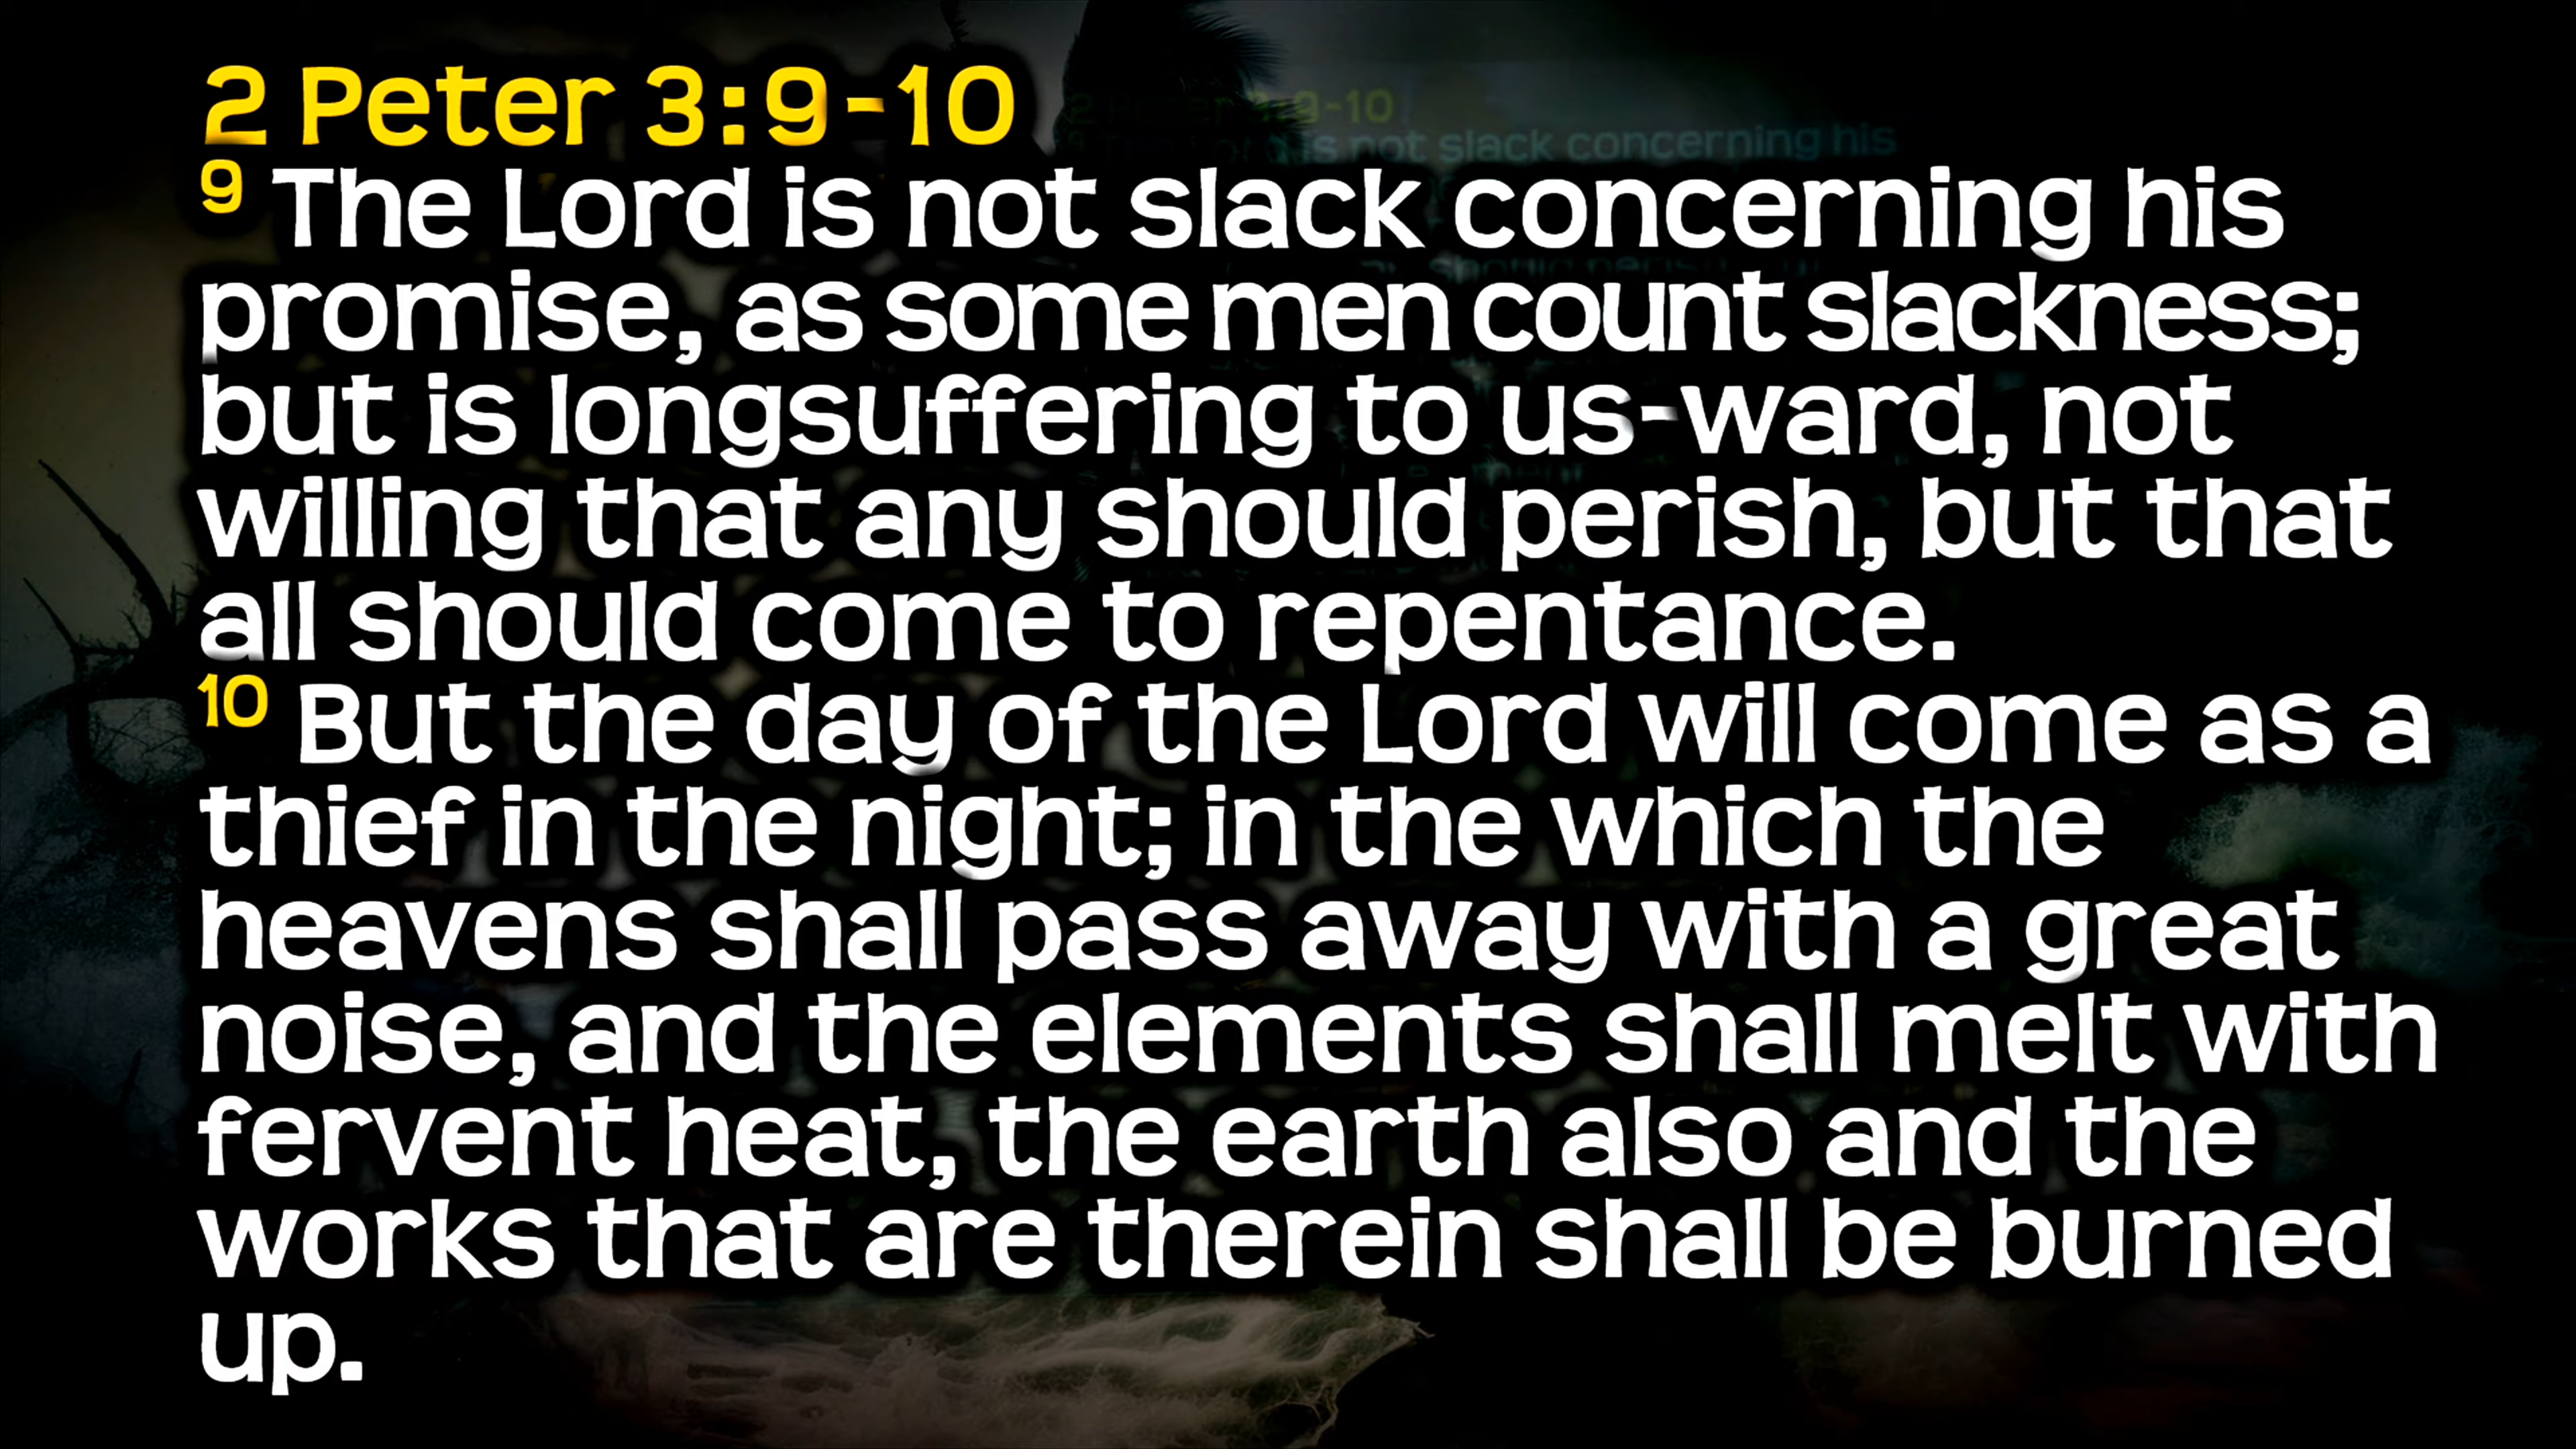 2 Peter 3:9-10
9 The Lord is not slack concerning his
promise, as some men count slackness;
but is longsuffering to us-ward, not
willing that any should perish, but that
all should come to repentance.
10 But the day of the Lord will come as a
thief in the night; in the which the
heavens shall pass away with a great
noise, and the elements shall melt with
fervent heat, the earth also and the
works that are therein shall be burned
up.